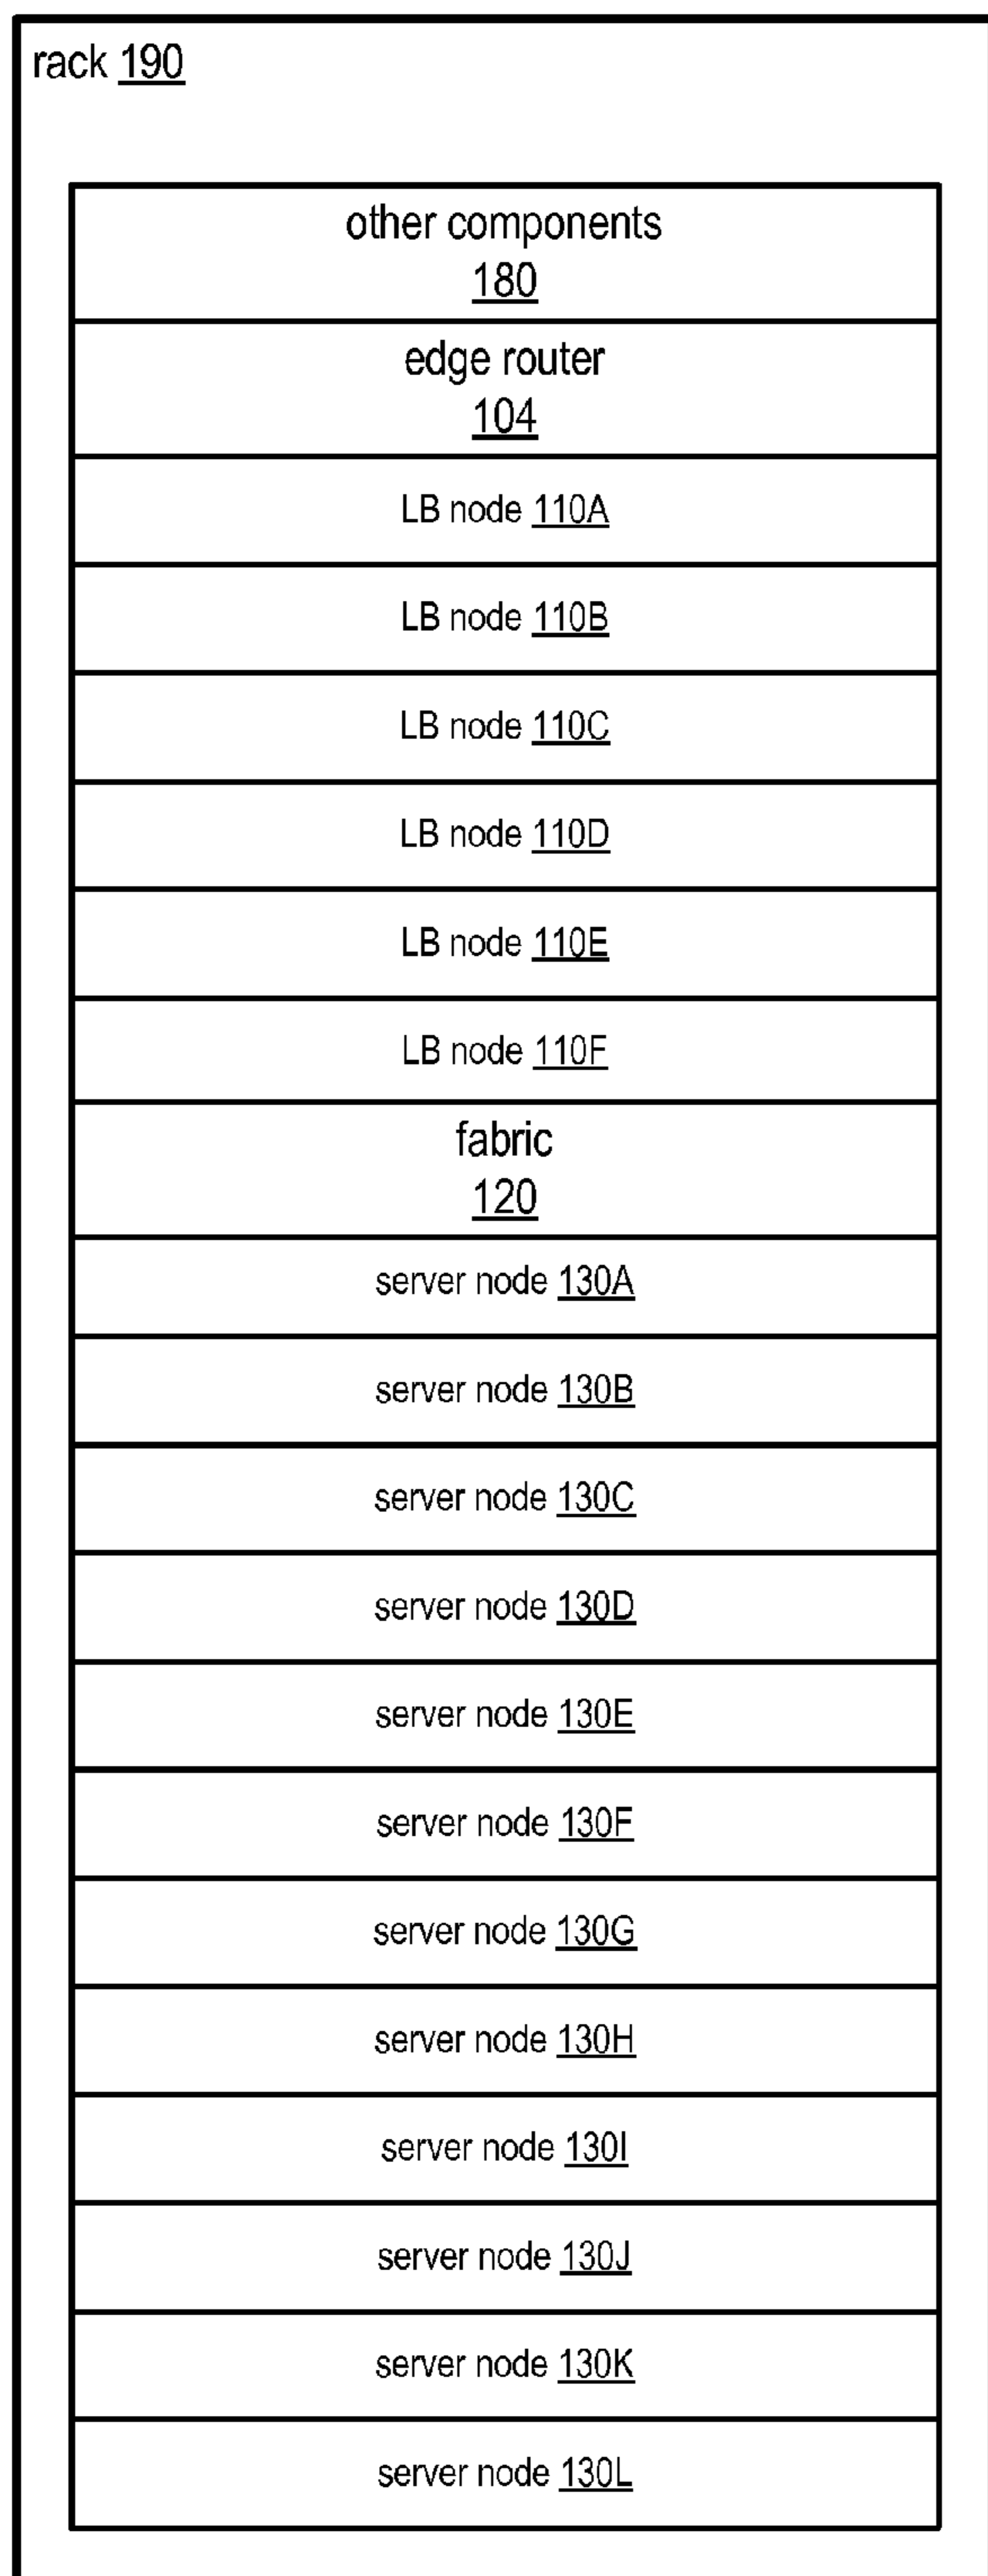 rack 190
other components
180
edge router
104
LB node 110A
LB node 110B
LB node 110C
LB node 110D
LB node 110E
LB node 110F
fabric
120
server node 130A
server node 130B
server node 130C
server node 130D
server node 130E
server node 130F
server node 130G
server node 130H
server node 130I
server node 130J
server node 130K
server node 130L